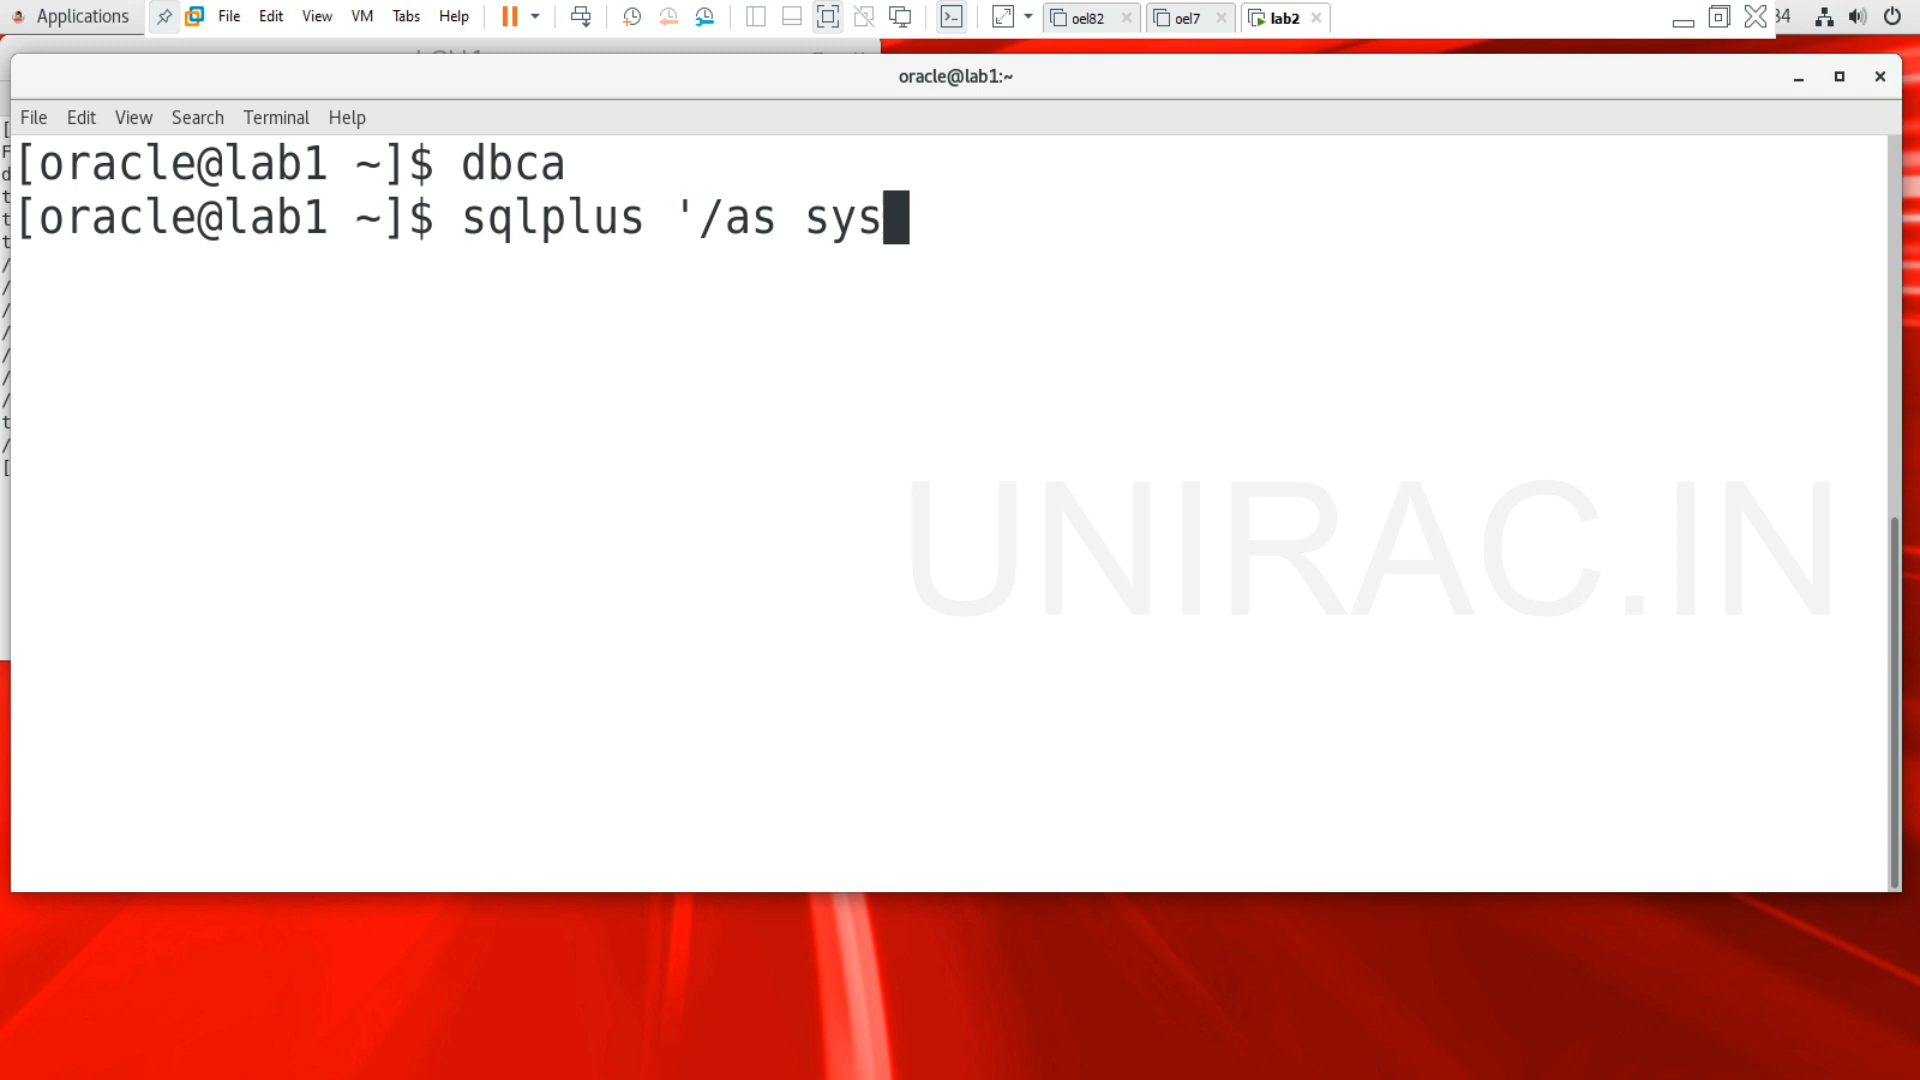 Applications File Edit View VM Tabs Help oel82 oel7 lab2 34
oracle@lab1:~
File Edit View Search Terminal Help
[oracle@lab1 ~]$ dbca
[oracle@lab1 ~]$ sqlplus '/as sys
UNIRAC.IN